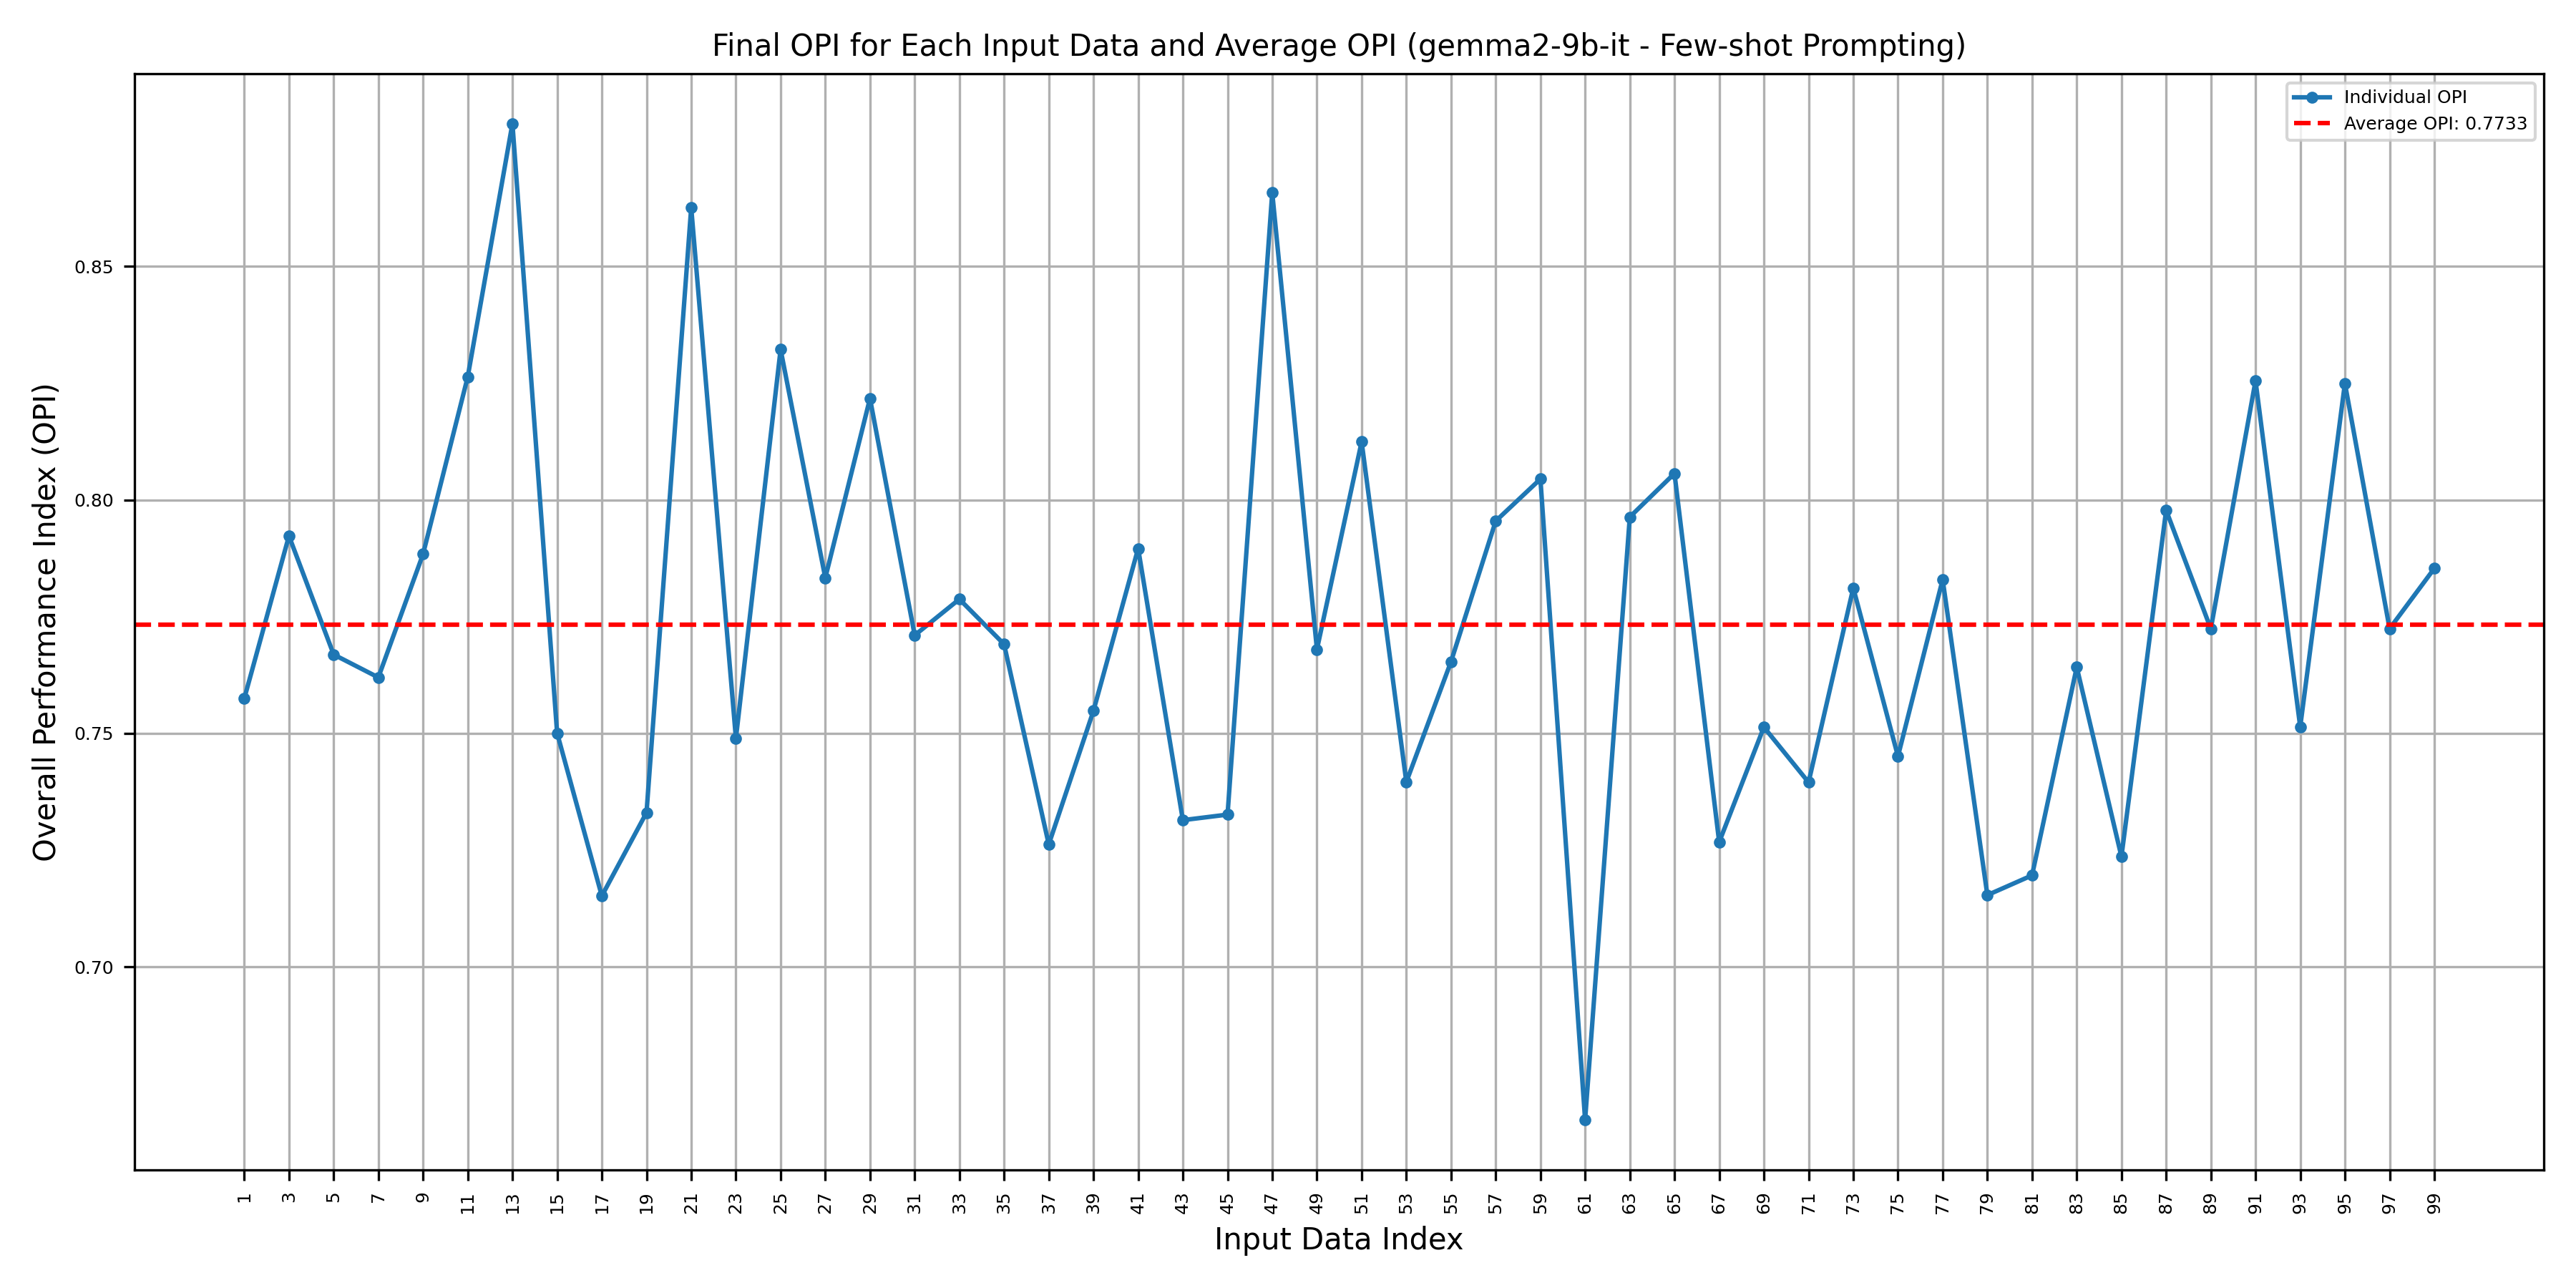 Final OPI for Each Input Data and Average OPI (gemma2-9b-it - Few-shot Prompting)
Individual OPI
Average OPI: 0.7733
Overall Performance Index (OPI)
0.85
0.80
0.75
0.70
1 3 5 7 9 11 13 15 17 19 21 23 25 27 29 31 33 35 37 39 41 43 45 47 49 51 53 55 57 59 61 63 65 67 69 71 73 75 77 79 81 83 85 87 89 91 93 95 97 99
Input Data Index